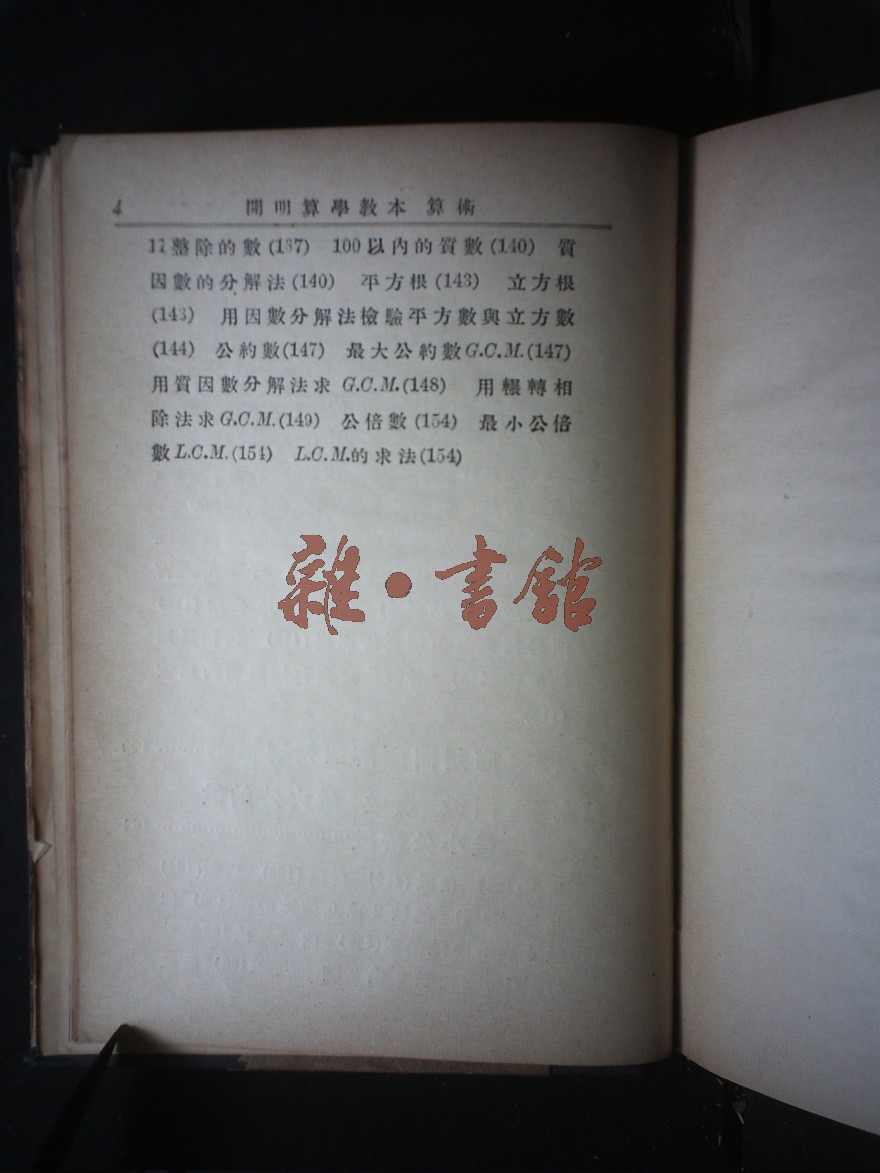 4 開明算學教本 算術
11整除的數(137) 100以內的質數(140) 質
因數的分解法(140) 平方根(143) 立方根
(143) 用因數分解法檢驗平方數與立方數
(144) 公約數(147) 最大公約數G.C.M.(147)
用質因數分解法求 G.C.M.(148) 用輾轉相
除法求G.C.M.(149) 公倍數(154) 最小公倍
數L.C.M.(154) L.C.M.的求法(154)
雜·書館